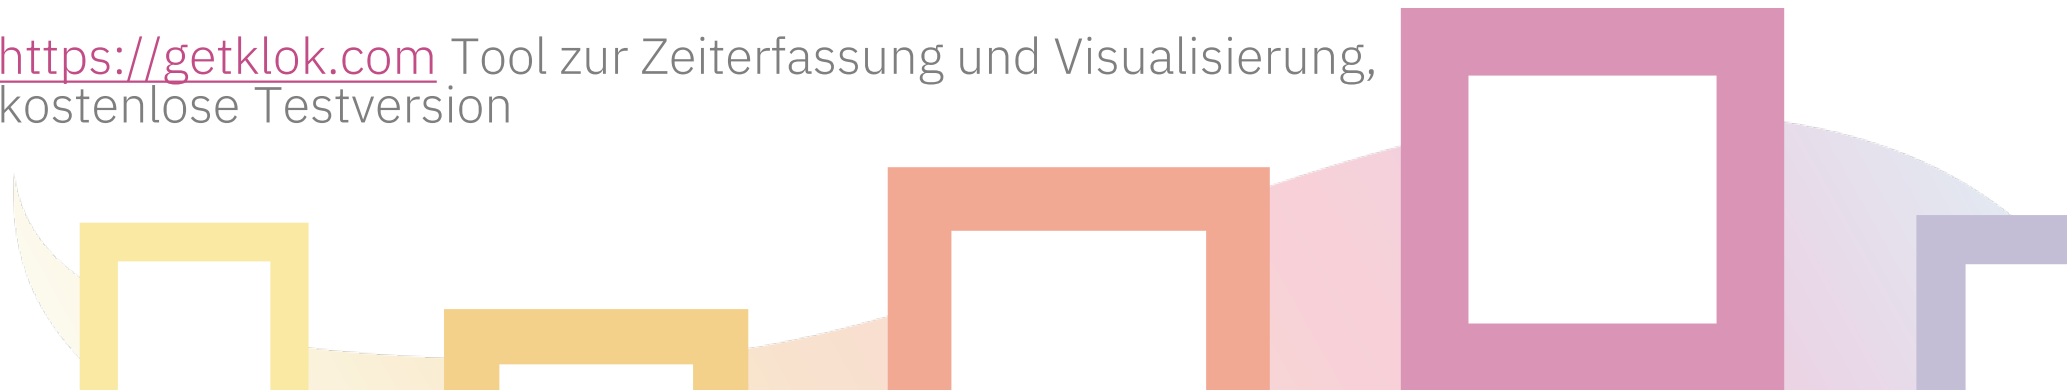 https://getklok.com Tool zur Zeiterfassung und Visualisierung,
kostenlose Testversion